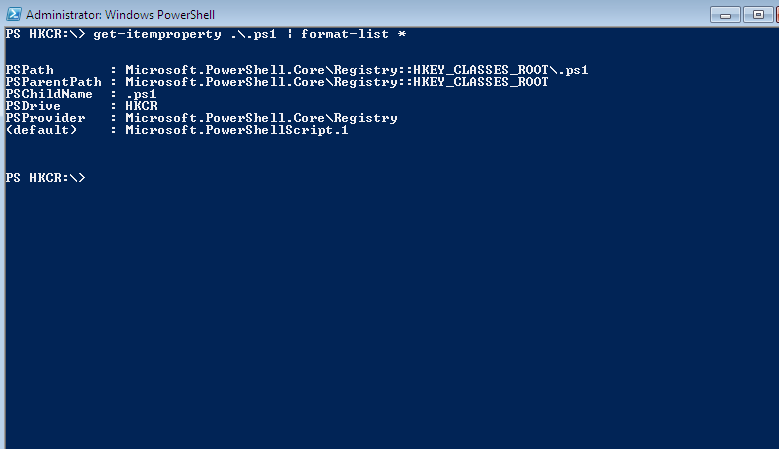 Administrator: Windows PowerShell
PS HKCR:\> get-itemproperty .\.ps1 | format-list *
PSPath       : Microsoft.PowerShell.Core\Registry::HKEY_CLASSES_ROOT\.ps1
PSParentPath : Microsoft.PowerShell.Core\Registry::HKEY_CLASSES_ROOT
PSChildName  : .ps1
PSDrive      : HKCR
PSProvider   : Microsoft.PowerShell.Core\Registry
(default)    : Microsoft.PowerShellScript.1
PS HKCR:\>